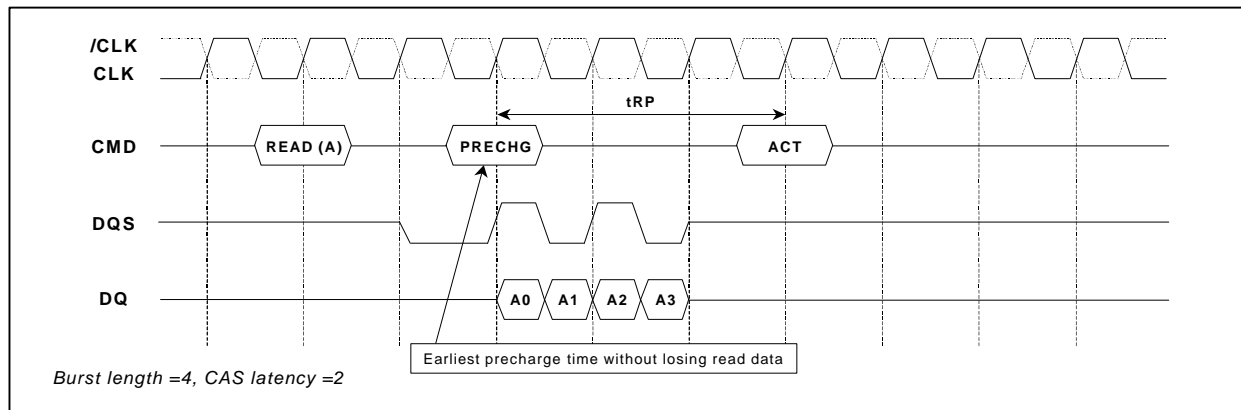 /CLK
CLK
tRP
CMD READ (A) PRECHG ACT
DQS
DQ A0 A1 A2 A3
Earliest precharge time without losing read data
Burst length =4, CAS latency =2